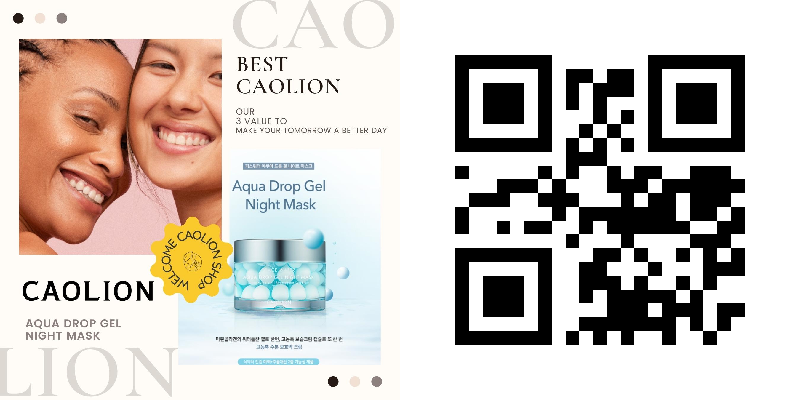 CAO
BEST
CAOLION
OUR
3 VALUE TO
MAKE YOUR TOMORROW A BETTER DAY
Aqua Drop Gel
Night Mask
WELCOME CAOLION SHOP
CAOLION
AQUA DROP GEL
NIGHT MASK
LION